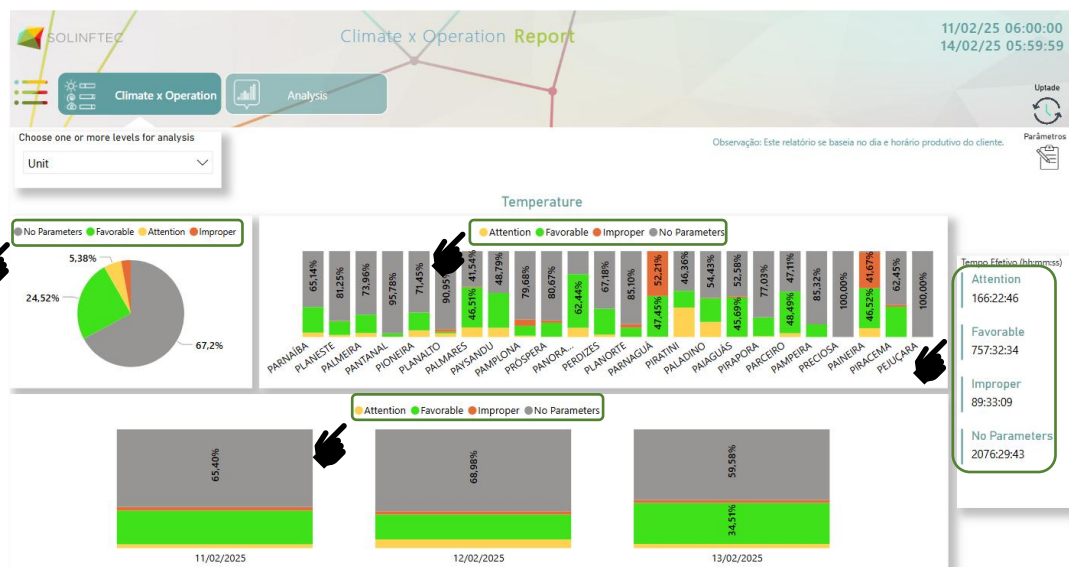 SOLINFTEC
Climate x Operation Report
11/02/25 06:00:00
14/02/25 05:59:59
Climate x Operation
Analysis
Uptade
Parâmetros
Choose one or more levels for analysis
Unit
Observação: Este relatório se baseia no dia e horário produtivo do cliente.
Temperature
No Parameters Favorable Attention Improper
5,38%
24,52%
67,2%
Attention Favorable Improper No Parameters
65,14% 81,25% 73,96% 95,78% 71,45% 90,95% 46,51% 41,54% 48,79% 79,68% 80,67% 62,44% 67,18% 85,10% 47,45% 52,21% 46,36% 54,43% 45,69% 52,58% 77,03% 48,49% 47,11% 85,32% 100,00% 46,52% 41,67% 62,45% 100,00%
PARNAÍBA PLANESTE PALMEIRA PANTANAL PIONEIRA PLANALTO PALMARES PAYSANDU PAMPLONA PRÓSPERA PANORA... PERDIZES PLANORTE PARNAGUÁ PIRATINI PALADINO PAIAGUÁS PIRAPORA PARCEIRO PAMPEIRA PRECIOSA PAINEIRA PIRACEMA PEJUÇARA
Tempo Efetivo (hh:mm:ss)
Attention
166:22:46
Favorable
757:32:34
Improper
89:33:09
No Parameters
2076:29:43
Attention Favorable Improper No Parameters
65,40%
68,98%
59,58%
34,51%
11/02/2025
12/02/2025
13/02/2025